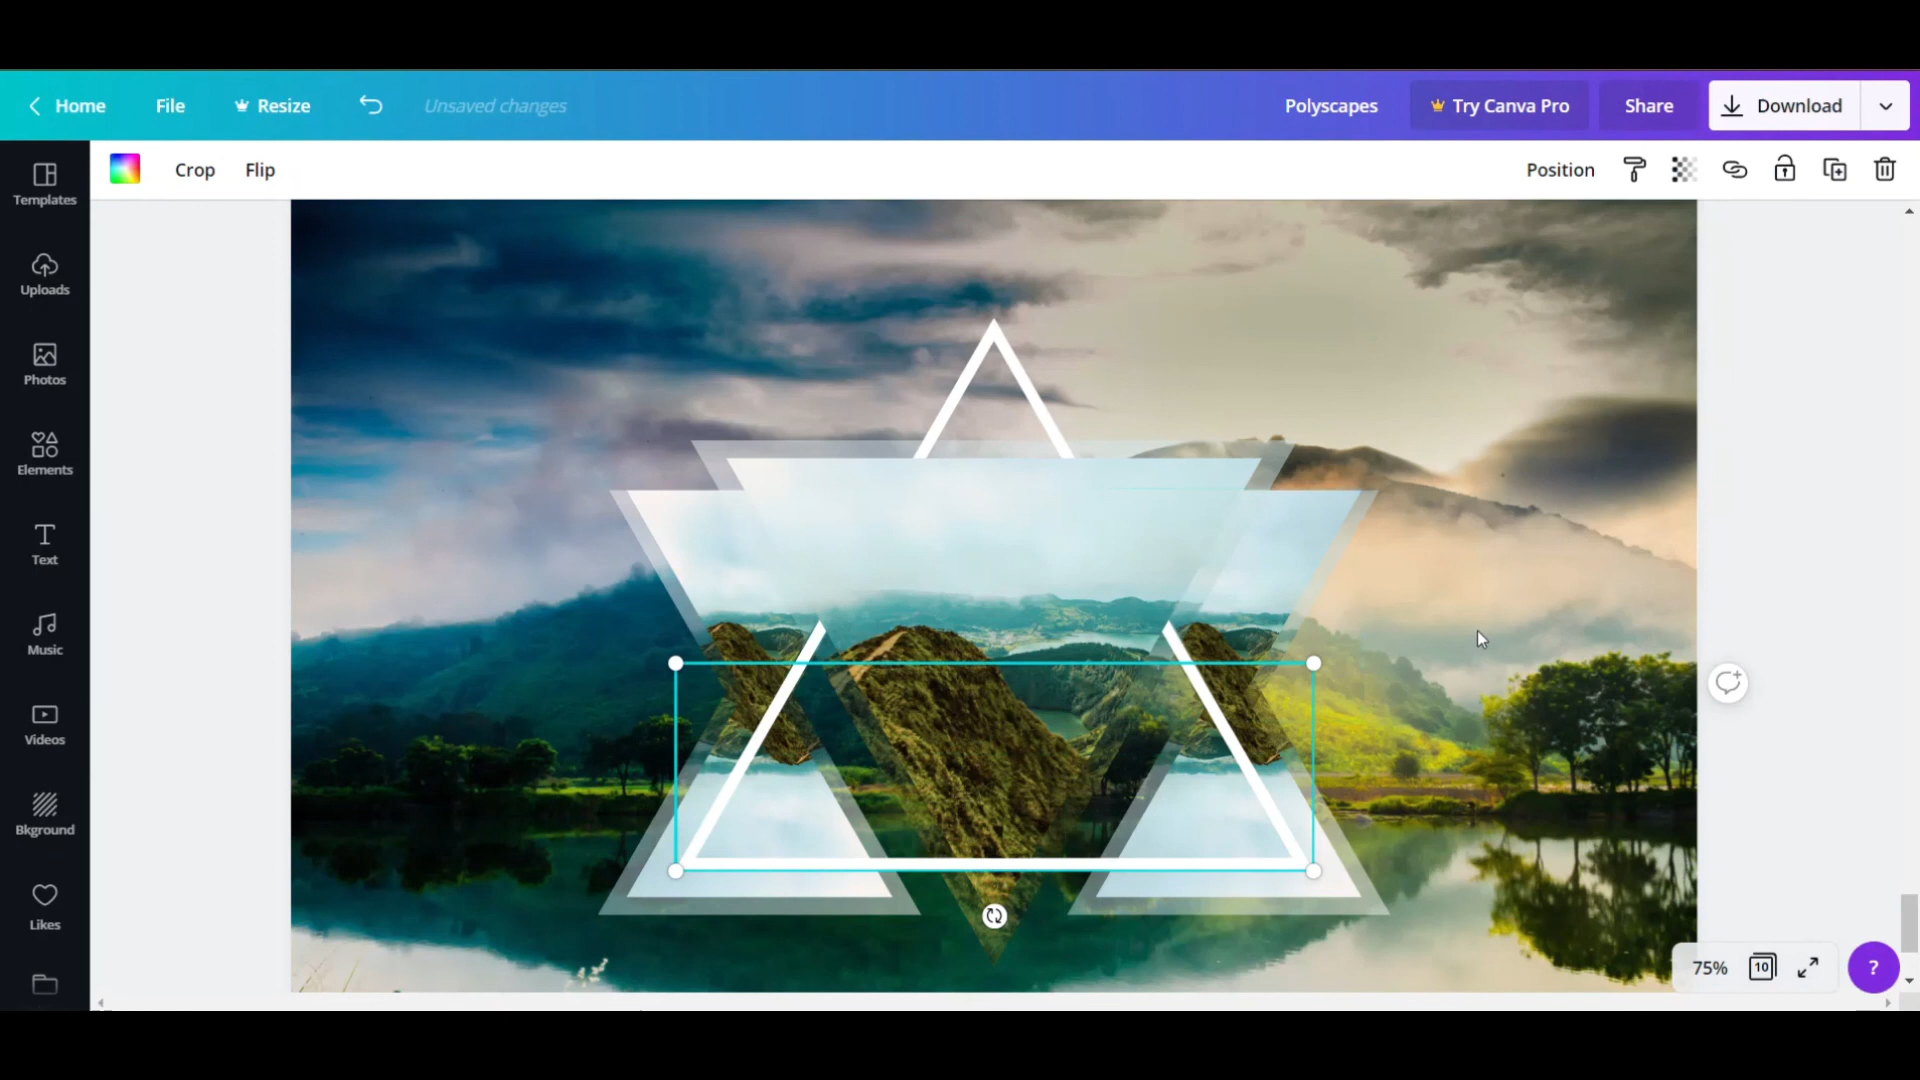 Home File Resize Unsaved changes Polyscapes Try Canva Pro Share Download
Crop Flip Position
Templates
Uploads
Photos
Elements
Text
Music
Videos
Bkground
Likes
75% 10 ?